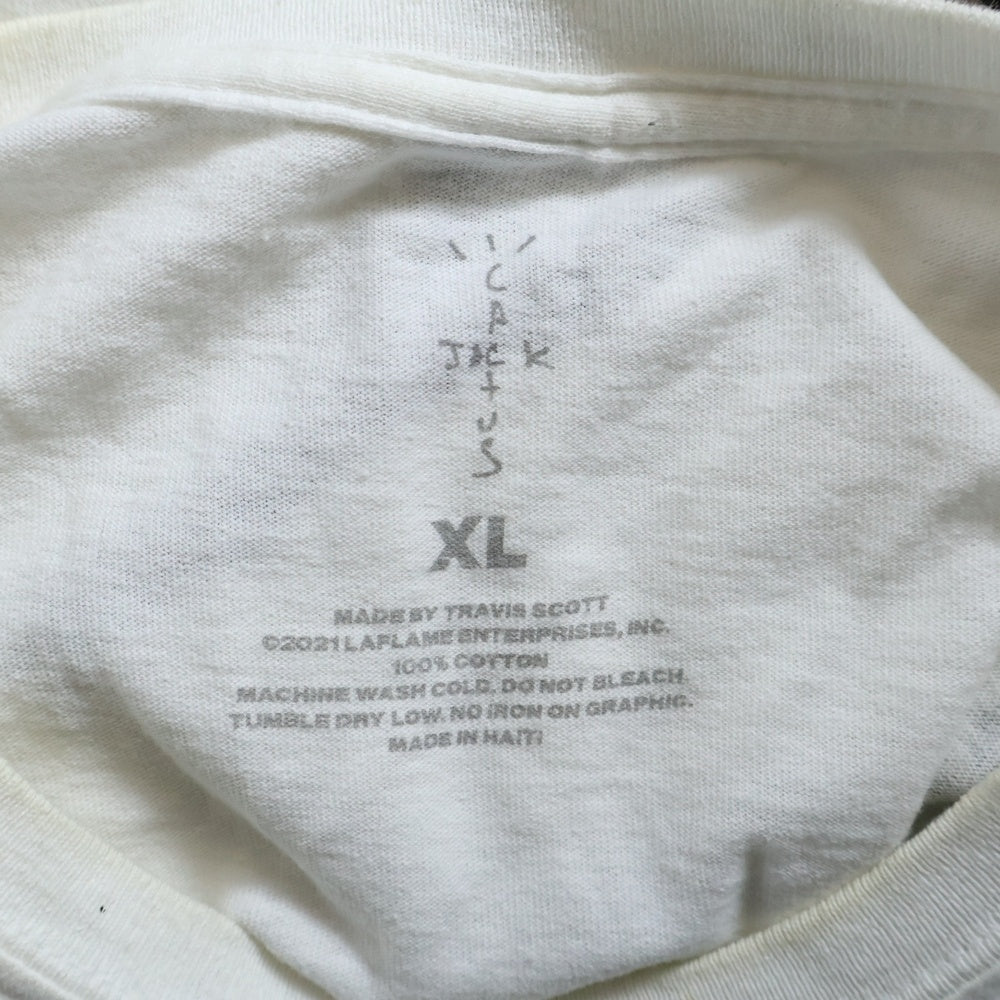 CACTUS
JACK
XL
MADE BY TRAVIS SCOTT
©2021 LAFLAME ENTERPRISES, INC.
100% COTTON
MACHINE WASH COLD. DO NOT BLEACH.
TUMBLE DRY LOW. NO IRON ON GRAPHIC.
MADE IN HAITI